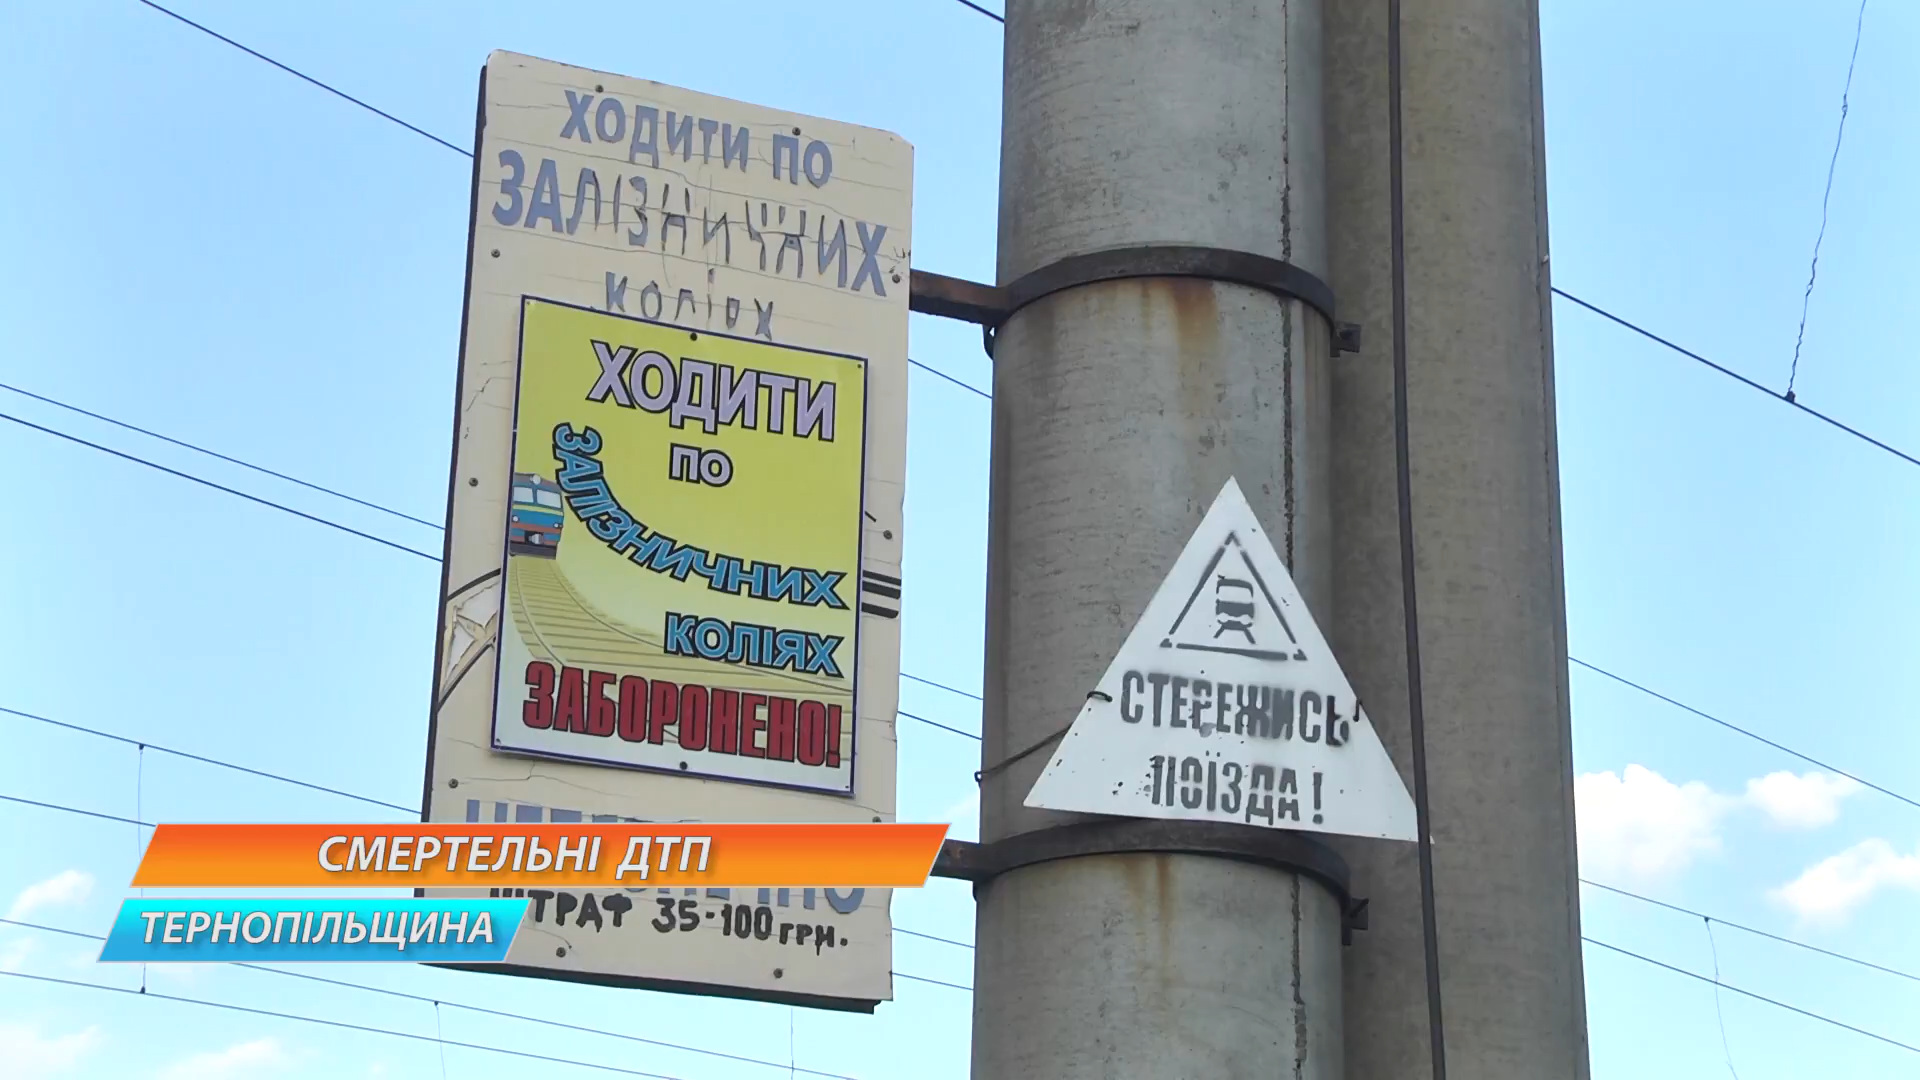 ХОДИТИ ПО
ЗАЛІЗНИЧНИХ
КОЛІЯХ
ХОДИТИ
ПО
ЗАЛІЗНИЧНИХ
КОЛІЯХ
ЗАБОРОНЕНО!
ШТРАФ 35-100 ГРН.
СТЕРЕЖИСЬ
ПОЇЗДА!
СМЕРТЕЛЬНІ ДТП
ТЕРНОПІЛЬЩИНА